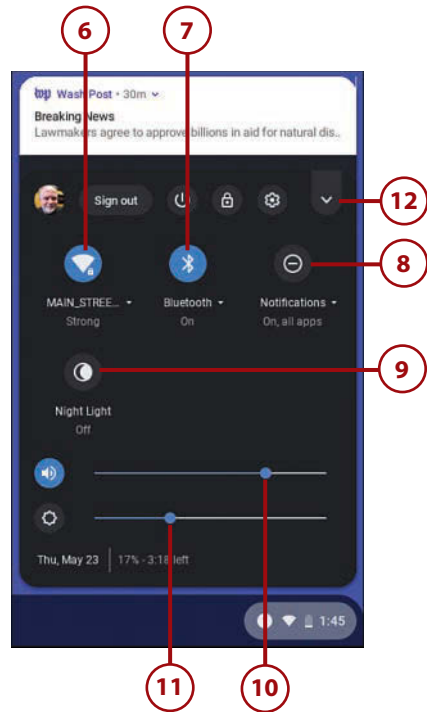 6 7
wp Wash Post • 30m
Breaking News
Lawmakers agree to approve billions in aid for natural dis..
Sign out
12
8
MAIN_STREE... Bluetooth Notifications
Strong On On, all apps
9
Night Light
Off
Thu, May 23 17% - 3:18 left
1:45
11 10